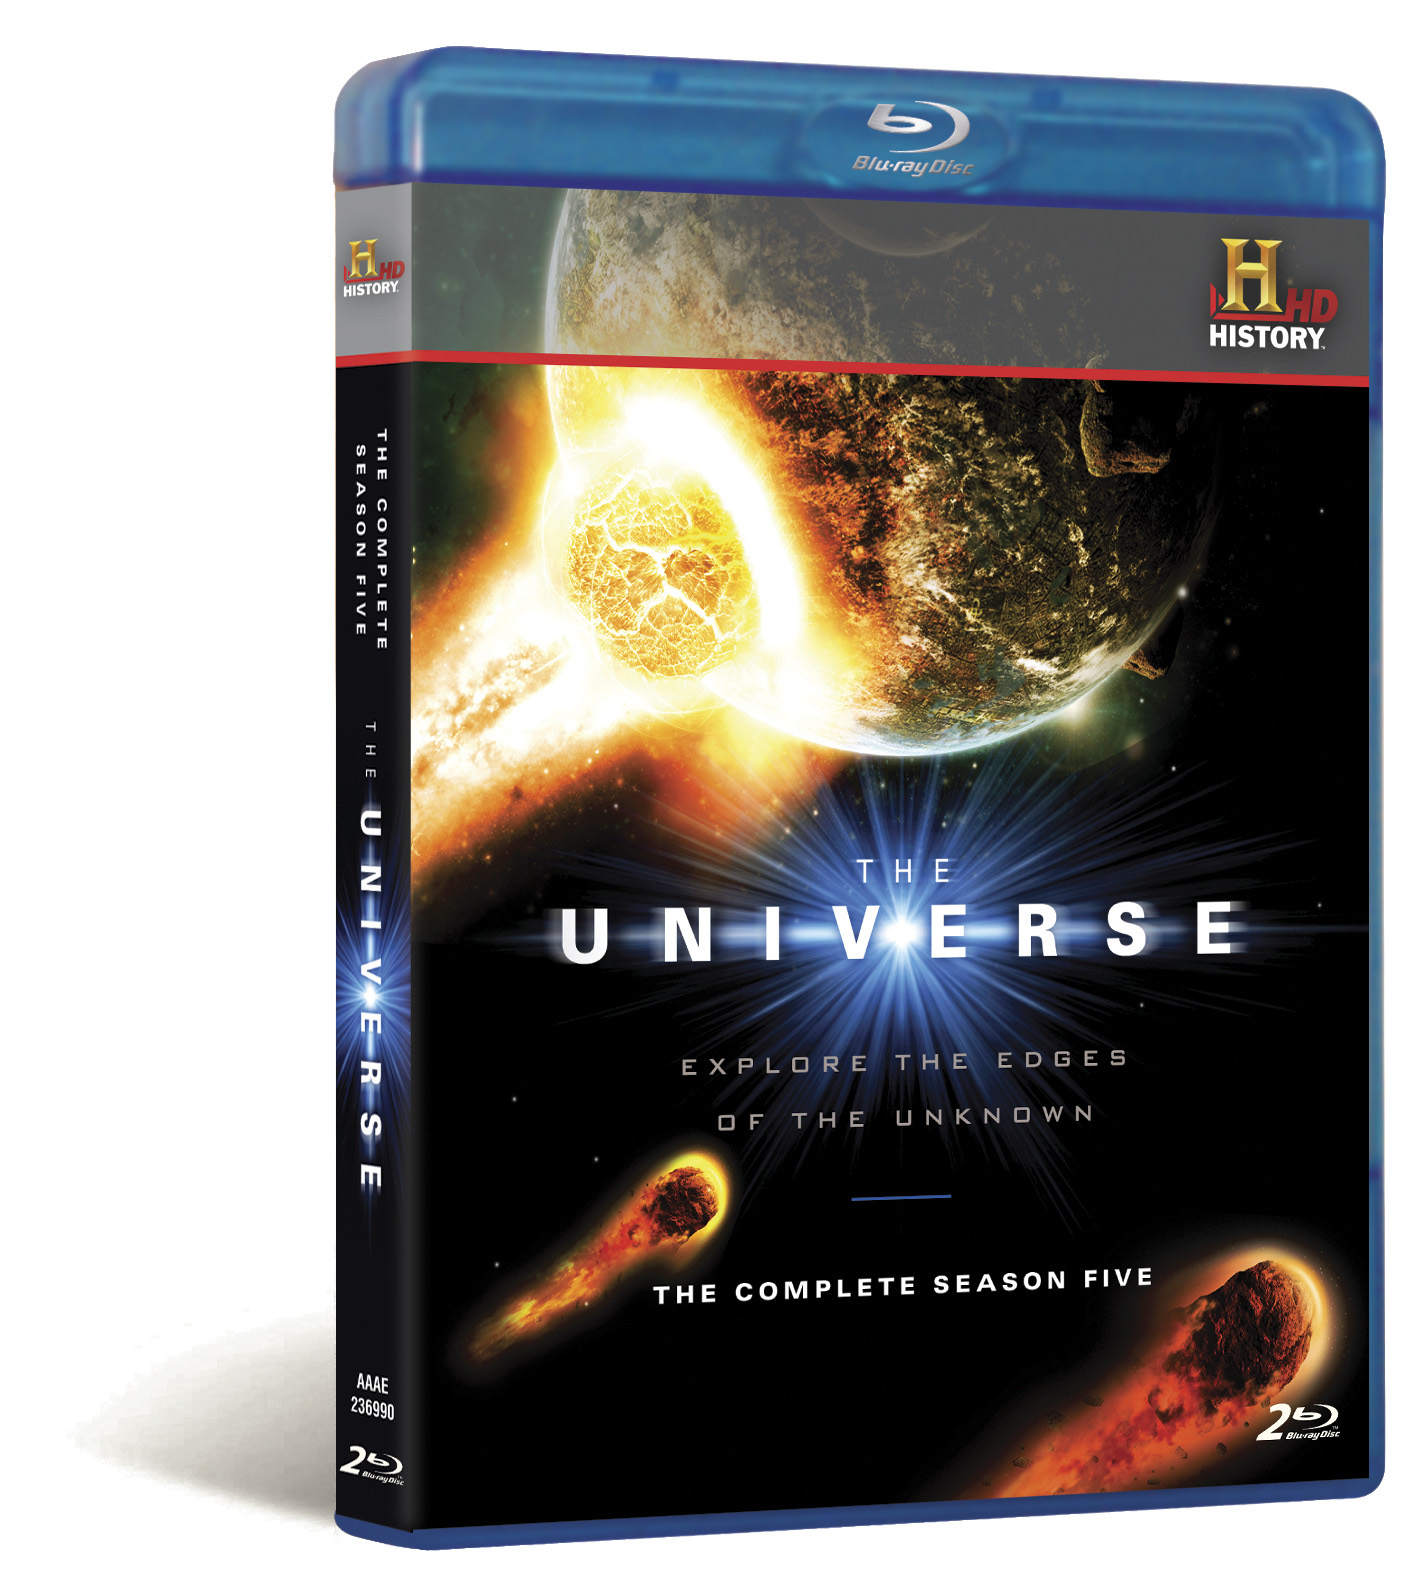 Blu-ray Disc
H HD
HISTORY
THE COMPLETE
SEASON FIVE
THE
UNIVERSE
AAAE
236990
2 Blu-ray Disc
H HD
HISTORY
THE
UNIVERSE
EXPLORE THE EDGES
OF THE UNKNOWN
THE COMPLETE SEASON FIVE
2 Blu-ray Disc